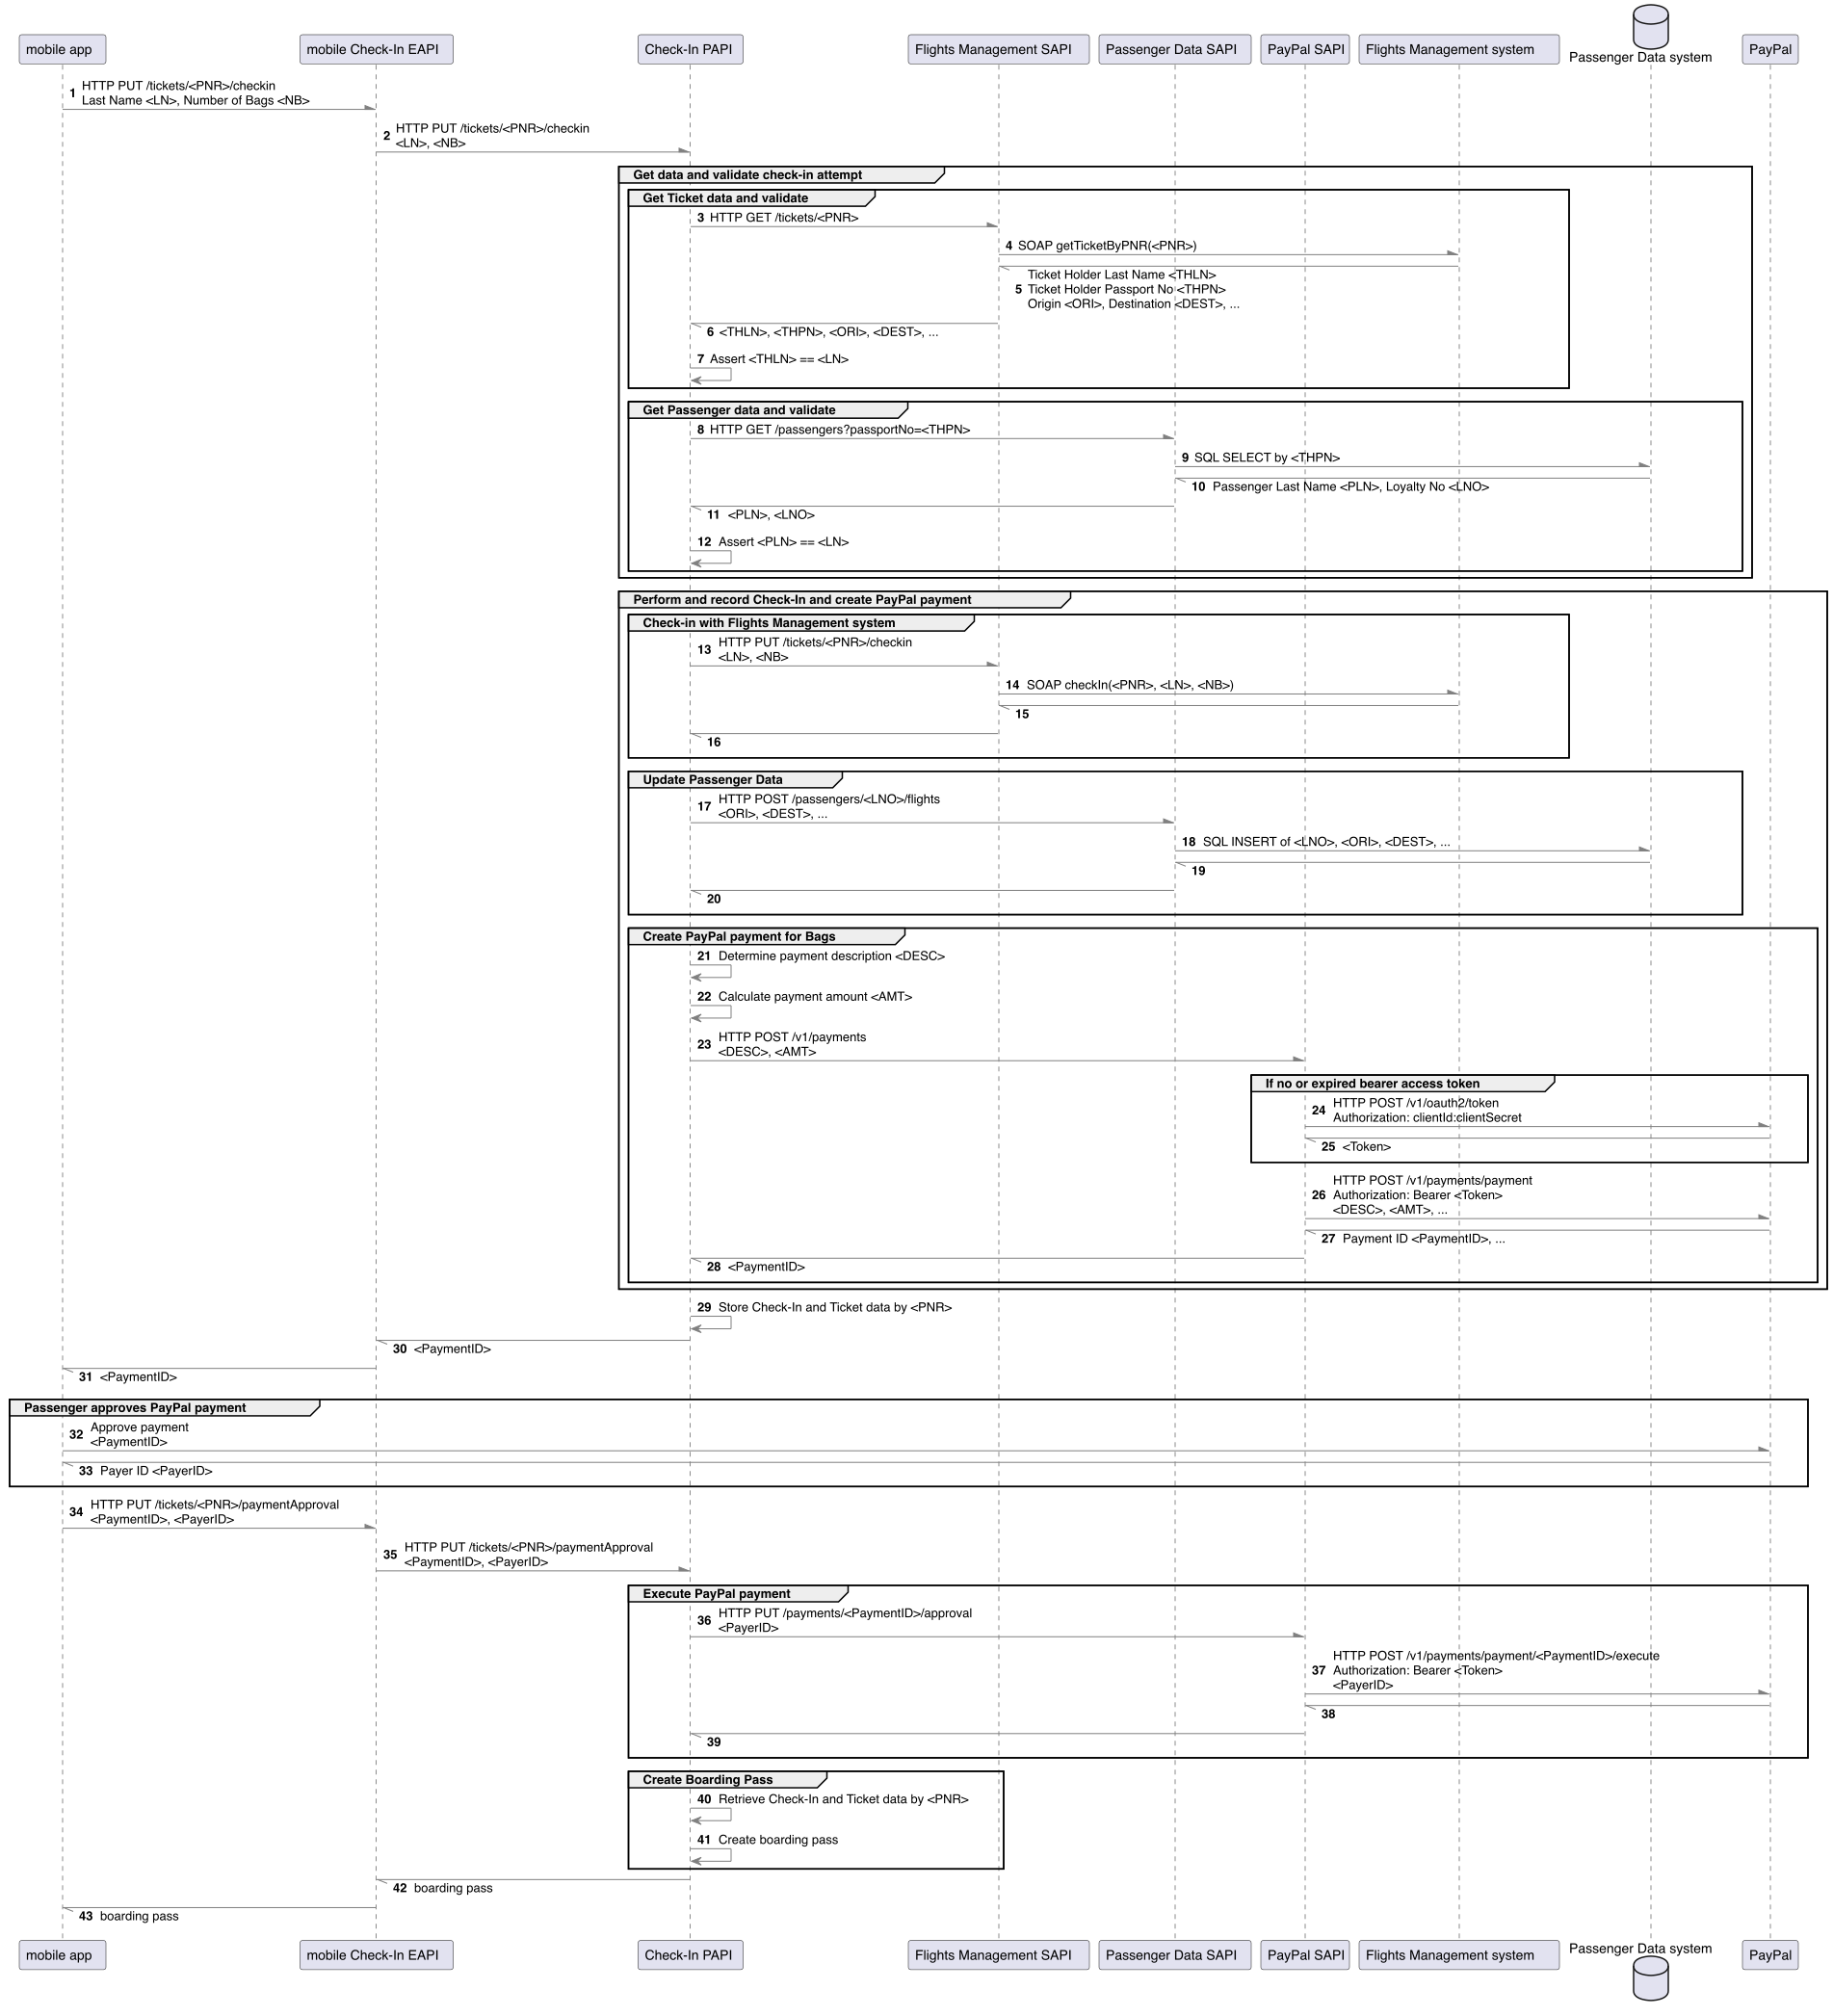 mobile app
mobile Check-In EAPI
Check-In PAPI
Flights Management SAPI
Passenger Data SAPI
PayPal SAPI
Flights Management system
Passenger Data system
PayPal
1 HTTP PUT /tickets/<PNR>/checkin
Last Name <LN>, Number of Bags <NB>
2 HTTP PUT /tickets/<PNR>/checkin
<LN>, <NB>
Get data and validate check-in attempt
Get Ticket data and validate
3 HTTP GET /tickets/<PNR>
4 SOAP getTicketByPNR(<PNR>)
Ticket Holder Last Name <THLN>
5 Ticket Holder Passport No <THPN>
Origin <ORI>, Destination <DEST>, ...
6 <THLN>, <THPN>, <ORI>, <DEST>, ...
7 Assert <THLN> == <LN>
Get Passenger data and validate
8 HTTP GET /passengers?passportNo=<THPN>
9 SQL SELECT by <THPN>
10 Passenger Last Name <PLN>, Loyalty No <LNO>
11 <PLN>, <LNO>
12 Assert <PLN> == <LN>
Perform and record Check-In and create PayPal payment
Check-in with Flights Management system
13 HTTP PUT /tickets/<PNR>/checkin
<LN>, <NB>
14 SOAP checkIn(<PNR>, <LN>, <NB>)
15
16
Update Passenger Data
17 HTTP POST /passengers/<LNO>/flights
<ORI>, <DEST>, ...
18 SQL INSERT of <LNO>, <ORI>, <DEST>, ...
19
20
Create PayPal payment for Bags
21 Determine payment description <DESC>
22 Calculate payment amount <AMT>
23 HTTP POST /v1/payments
<DESC>, <AMT>
If no or expired bearer access token
24 HTTP POST /v1/oauth2/token
Authorization: clientId:clientSecret
25 <Token>
HTTP POST /v1/payments/payment
26 Authorization: Bearer <Token>
<DESC>, <AMT>, ...
27 Payment ID <PaymentID>, ...
28 <PaymentID>
29 Store Check-In and Ticket data by <PNR>
30 <PaymentID>
31 <PaymentID>
Passenger approves PayPal payment
32 Approve payment
<PaymentID>
33 Payer ID <PayerID>
34 HTTP PUT /tickets/<PNR>/paymentApproval
<PaymentID>, <PayerID>
35 HTTP PUT /tickets/<PNR>/paymentApproval
<PaymentID>, <PayerID>
Execute PayPal payment
36 HTTP PUT /payments/<PaymentID>/approval
<PayerID>
HTTP POST /v1/payments/payment/<PaymentID>/execute
37 Authorization: Bearer <Token>
<PayerID>
38
39
Create Boarding Pass
40 Retrieve Check-In and Ticket data by <PNR>
41 Create boarding pass
42 boarding pass
43 boarding pass
mobile app
mobile Check-In EAPI
Check-In PAPI
Flights Management SAPI
Passenger Data SAPI
PayPal SAPI
Flights Management system
Passenger Data system
PayPal